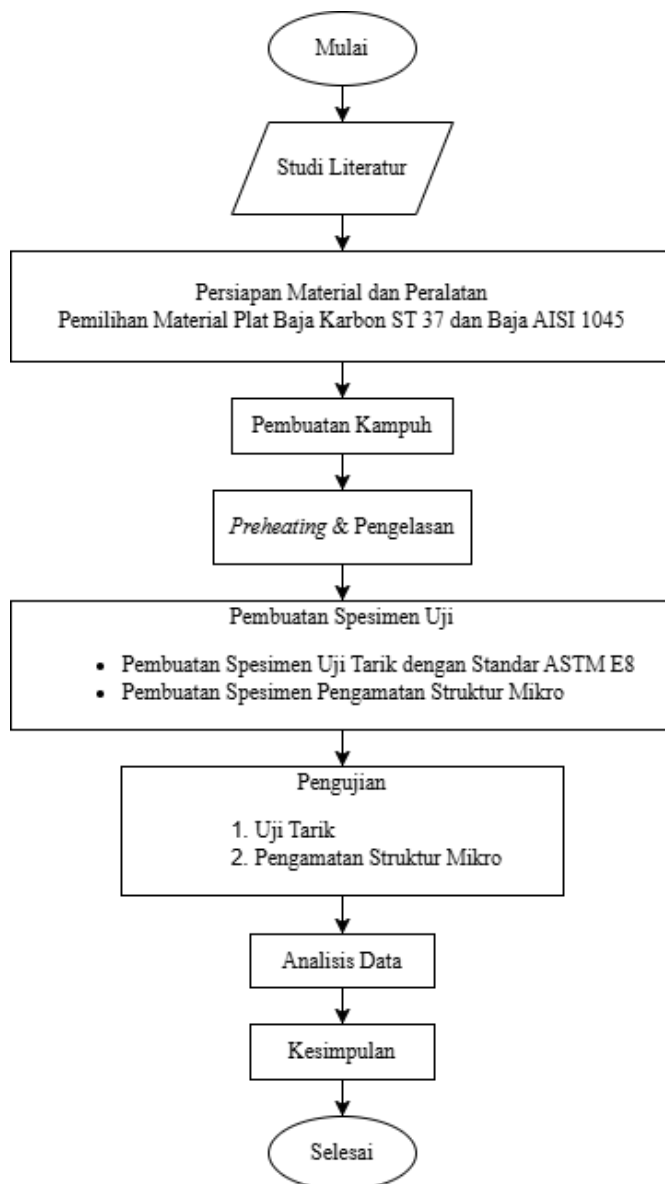 Mulai
Studi Literatur
Persiapan Material dan Peralatan
Pemilihan Material Plat Baja Karbon ST 37 dan Baja AISI 1045
Pembuatan Kampuh
Preheating & Pengelasan
Pembuatan Spesimen Uji
• Pembuatan Spesimen Uji Tarik dengan Standar ASTM E8
• Pembuatan Spesimen Pengamatan Struktur Mikro
Pengujian
1. Uji Tarik
2. Pengamatan Struktur Mikro
Analisis Data
Kesimpulan
Selesai